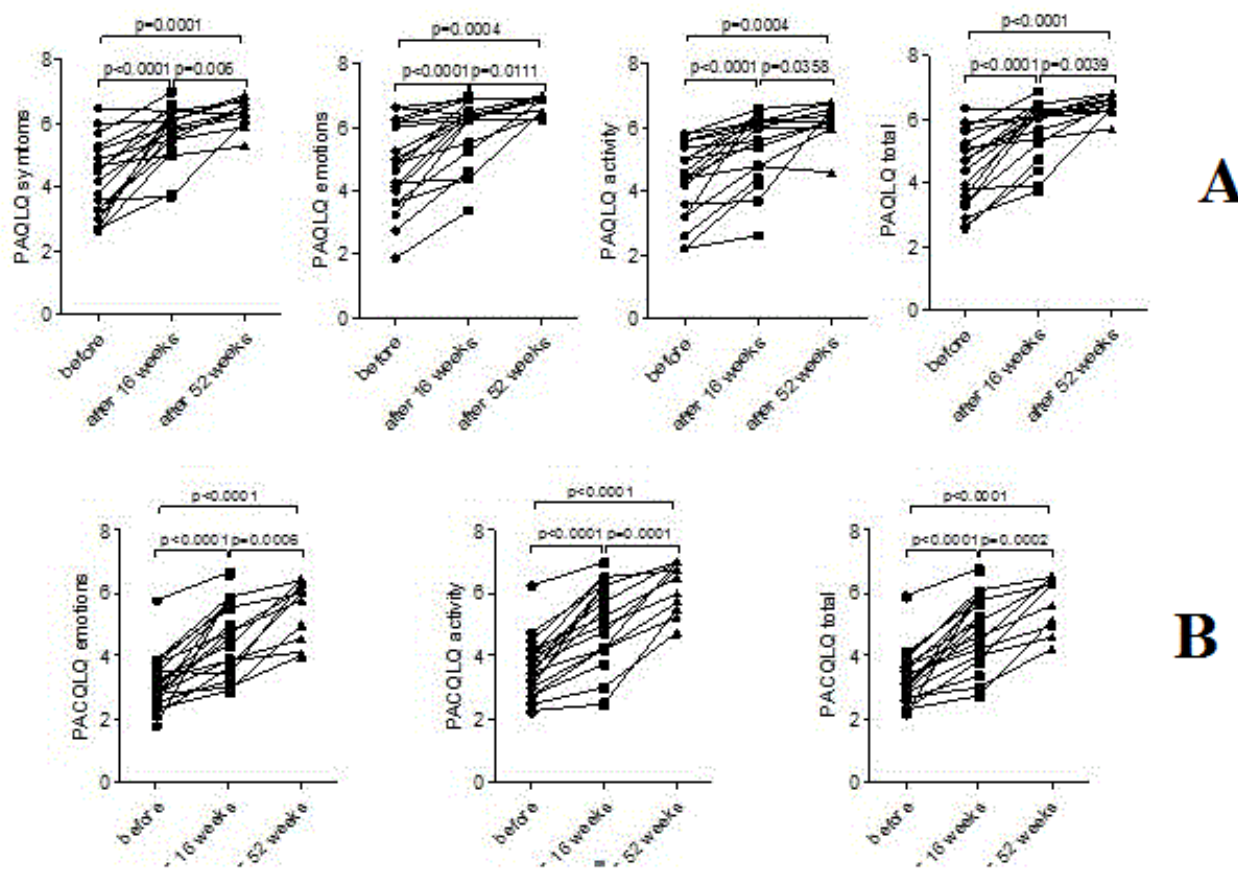 p=0.0001
p<0.0001 p=0.006
PAQLQ symtoms
8
6
4
2
0
before
after 16 weeks
after 52 weeks
p=0.0004
p<0.0001 p=0.0111
PAQLQ emotions
8
6
4
2
0
before
after 16 weeks
after 52 weeks
p=0.0004
p<0.0001 p=0.0358
PAQLQ activity
8
6
4
2
0
before
after 16 weeks
after 52 weeks
p<0.0001
p<0.0001 p=0.0039
PAQLQ total
8
6
4
2
0
before
after 16 weeks
after 52 weeks
A
p<0.0001
p<0.0001 p=0.0006
PACQLQ emotions
8
6
4
2
0
before
16 weeks
52 weeks
p<0.0001
p<0.0001 p=0.0001
PACQLQ activity
8
6
4
2
0
before
16 weeks
52 weeks
p<0.0001
p<0.0001 p=0.0002
PACQLQ total
8
6
4
2
0
before
16 weeks
52 weeks
B